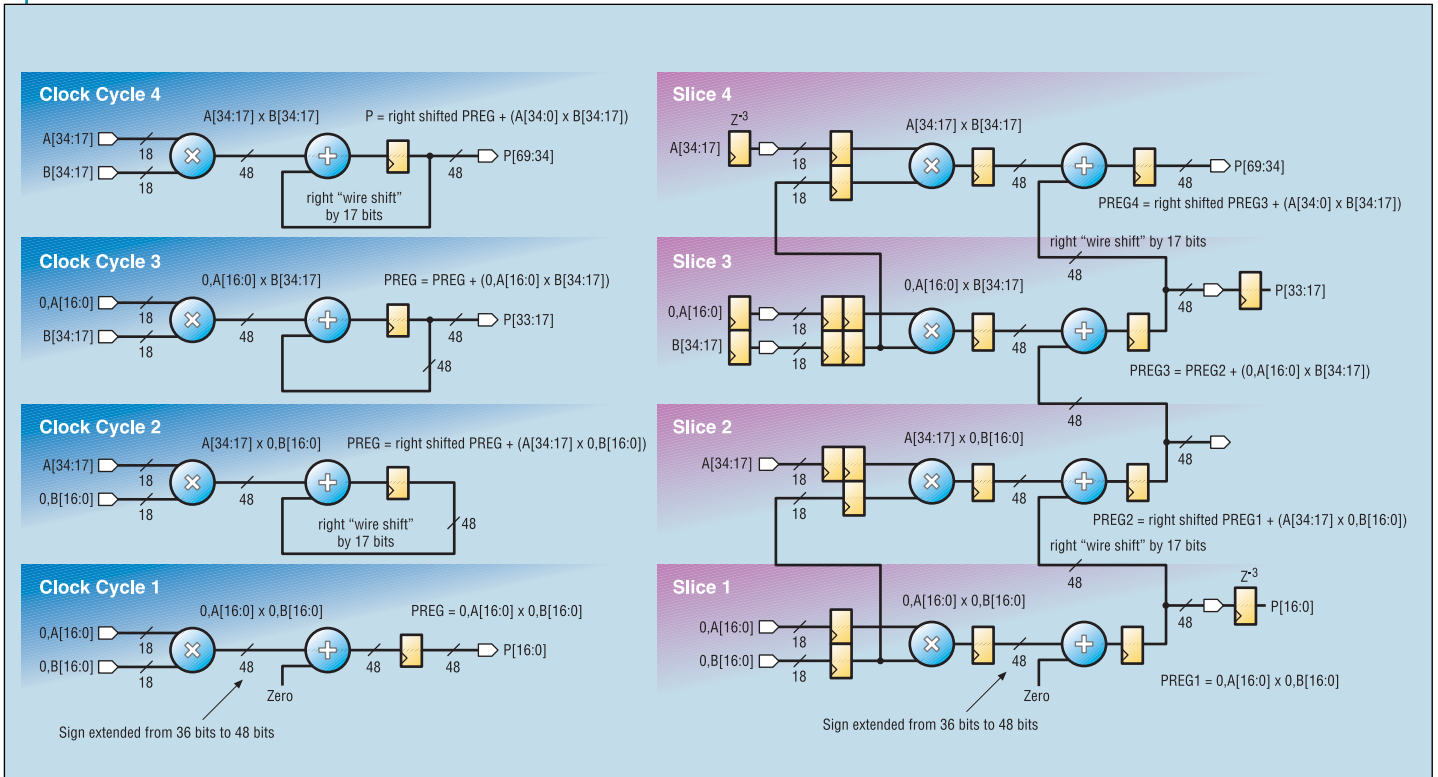 Clock Cycle 4
A[34:17] x B[34:17]
P = right shifted PREG + (A[34:0] x B[34:17])
A[34:17]
18
B[34:17]
18
48
48
P[69:34]
right “wire shift”
by 17 bits
Clock Cycle 3
0,A[16:0] x B[34:17]
PREG = PREG + (0,A[16:0] x B[34:17])
0,A[16:0]
18
B[34:17]
18
48
48
P[33:17]
48
Clock Cycle 2
A[34:17] x 0,B[16:0]
PREG = right shifted PREG + (A[34:17] x 0,B[16:0])
A[34:17]
18
0,B[16:0]
18
48
48
right “wire shift”
by 17 bits
Clock Cycle 1
0,A[16:0] x 0,B[16:0]
PREG = 0,A[16:0] x 0,B[16:0]
0,A[16:0]
18
0,B[16:0]
18
48
48
48
P[16:0]
Zero
Sign extended from 36 bits to 48 bits
Slice 4
Z-3
A[34:17]
18
18
A[34:17] x B[34:17]
48
48
P[69:34]
PREG4 = right shifted PREG3 + (A[34:0] x B[34:17])
right “wire shift” by 17 bits
48
Slice 3
0,A[16:0] x B[34:17]
0,A[16:0]
18
B[34:17]
18
48
48
P[33:17]
PREG3 = PREG2 + (0,A[16:0] x B[34:17])
48
Slice 2
A[34:17] x 0,B[16:0]
A[34:17]
18
18
48
48
PREG2 = right shifted PREG1 + (A[34:17] x 0,B[16:0])
right “wire shift” by 17 bits
48
Slice 1
0,A[16:0] x 0,B[16:0]
Z-3
0,A[16:0]
18
0,B[16:0]
18
48
48
P[16:0]
Zero
PREG1 = 0,A[16:0] x 0,B[16:0]
Sign extended from 36 bits to 48 bits